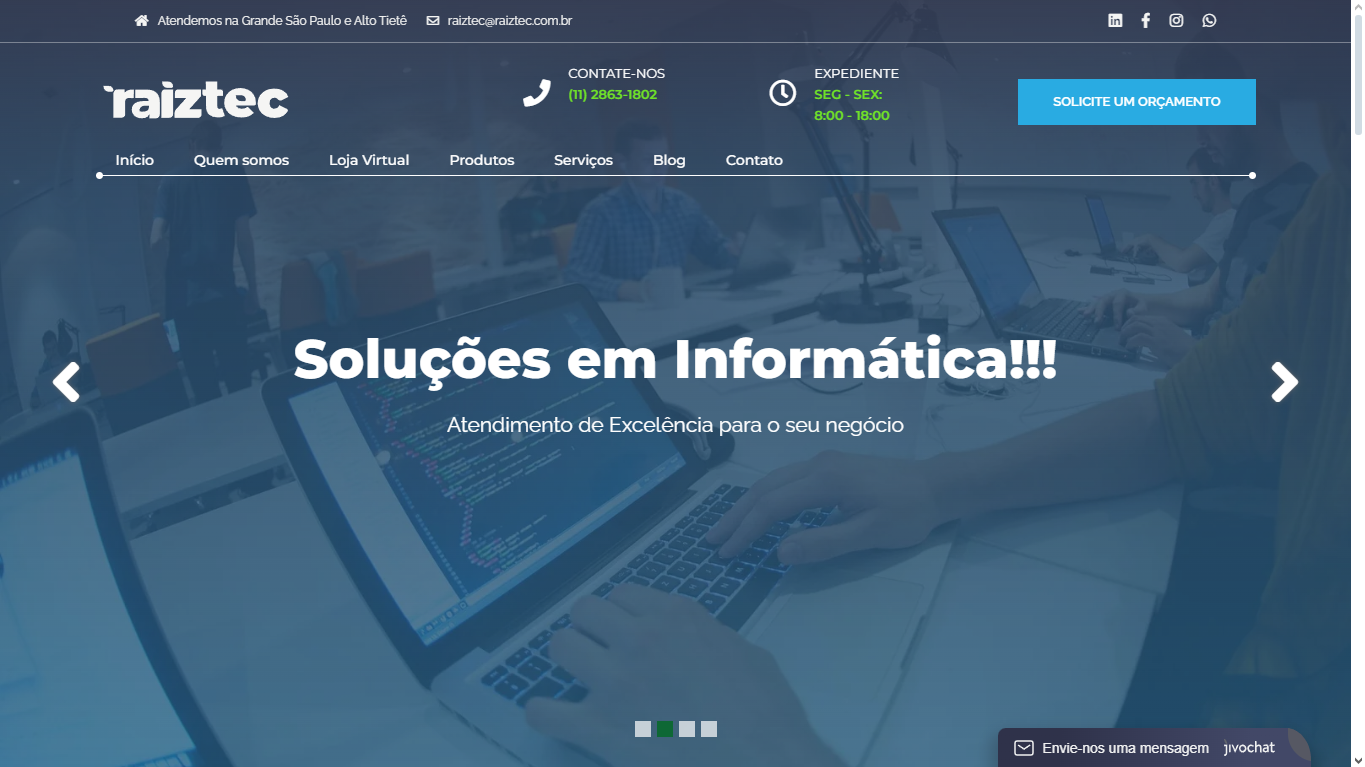 Atendemos na Grande São Paulo e Alto Tietê raiztec@raiztec.com.br
raiztec
CONTATE-NOS
(11) 2863-1802
EXPEDIENTE
SEG - SEX:
8:00 - 18:00
SOLICITE UM ORÇAMENTO
Início Quem somos Loja Virtual Produtos Serviços Blog Contato
Soluções em Informática!!!
Atendimento de Excelência para o seu negócio
Envie-nos uma mensagem jivochat